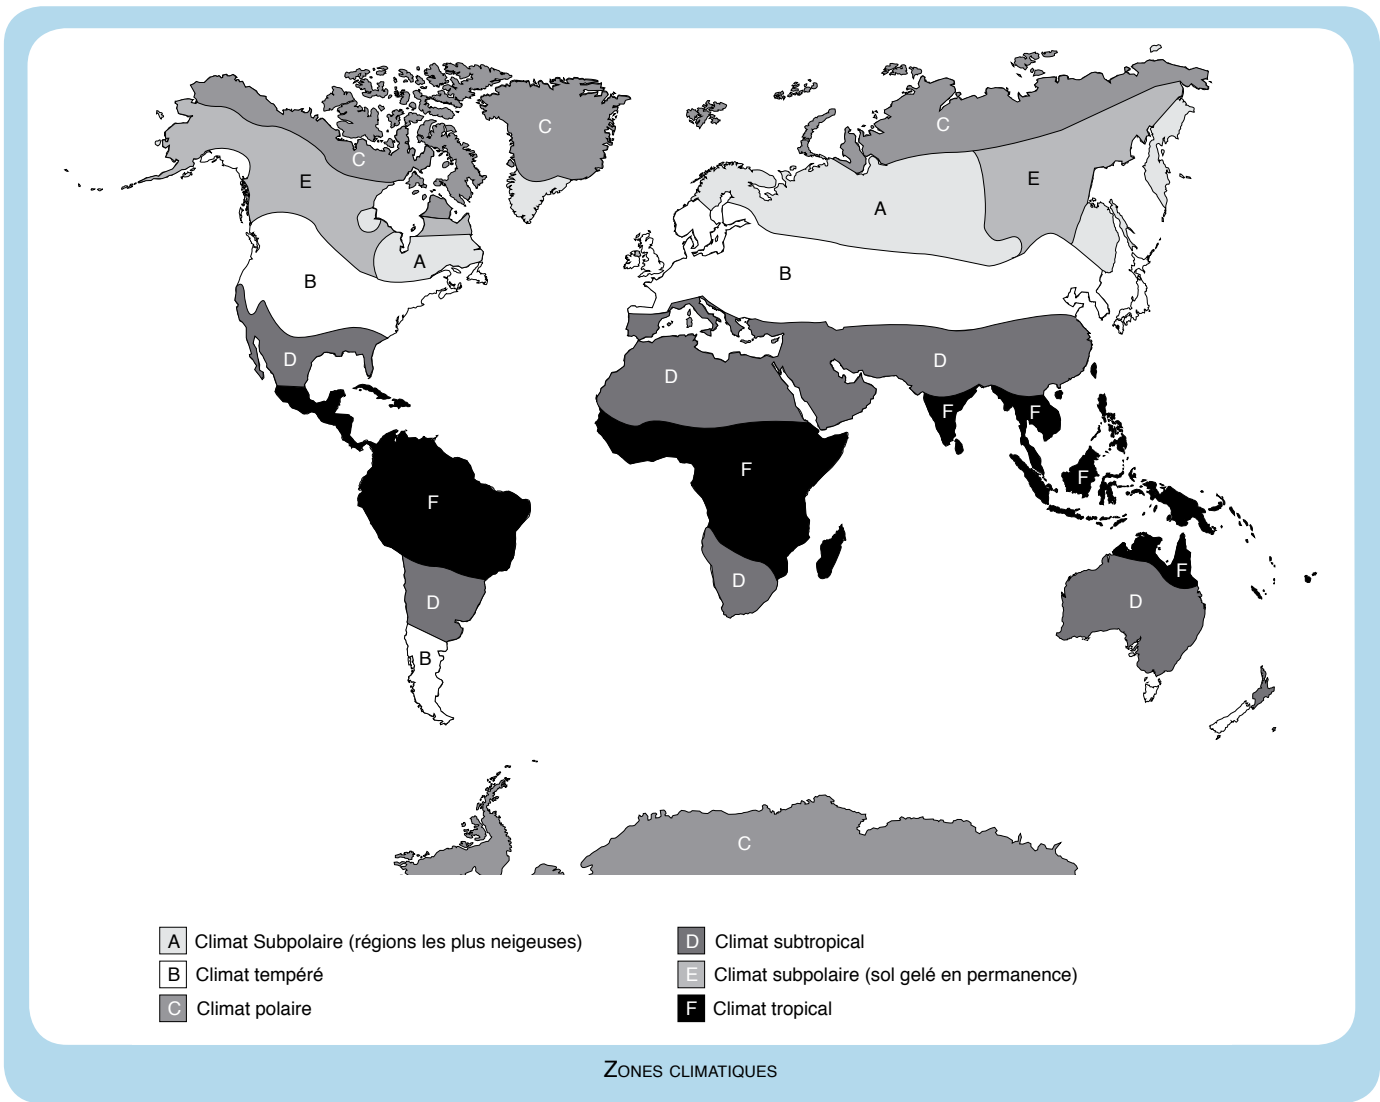 C
C
C
E
E
A
A
B
B
D
D
D
F
F
F
F
F
F
D
D
D
B
C
A Climat Subpolaire (régions les plus neigeuses)
B Climat tempéré
C Climat polaire
D Climat subtropical
E Climat subpolaire (sol gelé en permanence)
F Climat tropical
ZONES CLIMATIQUES